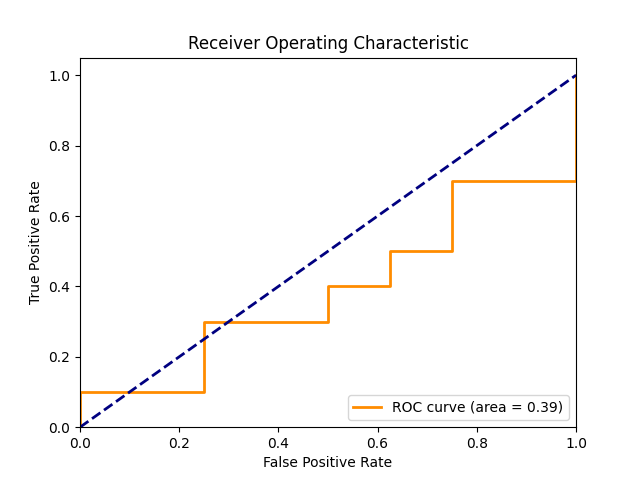 Receiver Operating Characteristic
1.0
0.8
0.6
0.4
0.2
0.0
True Positive Rate
ROC curve (area = 0.39)
0.0 0.2 0.4 0.6 0.8 1.0
False Positive Rate